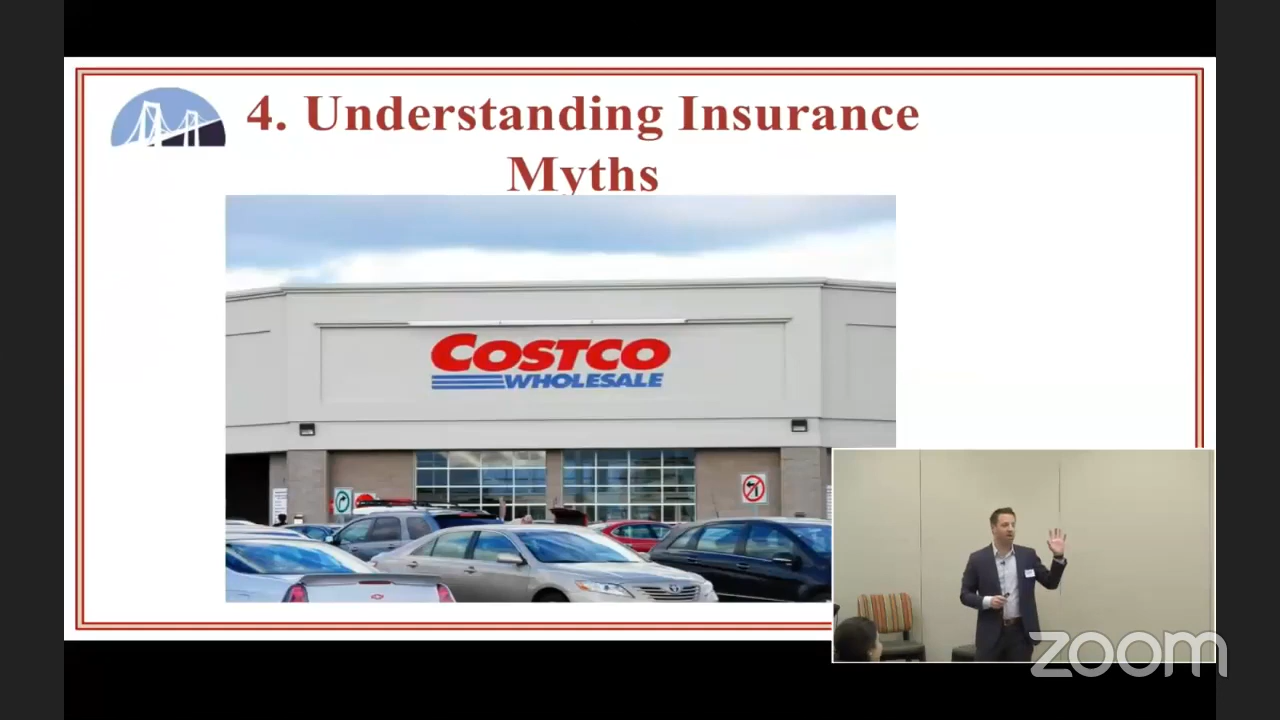 4. Understanding Insurance
Myths
COSTCO
WHOLESALE
zoom